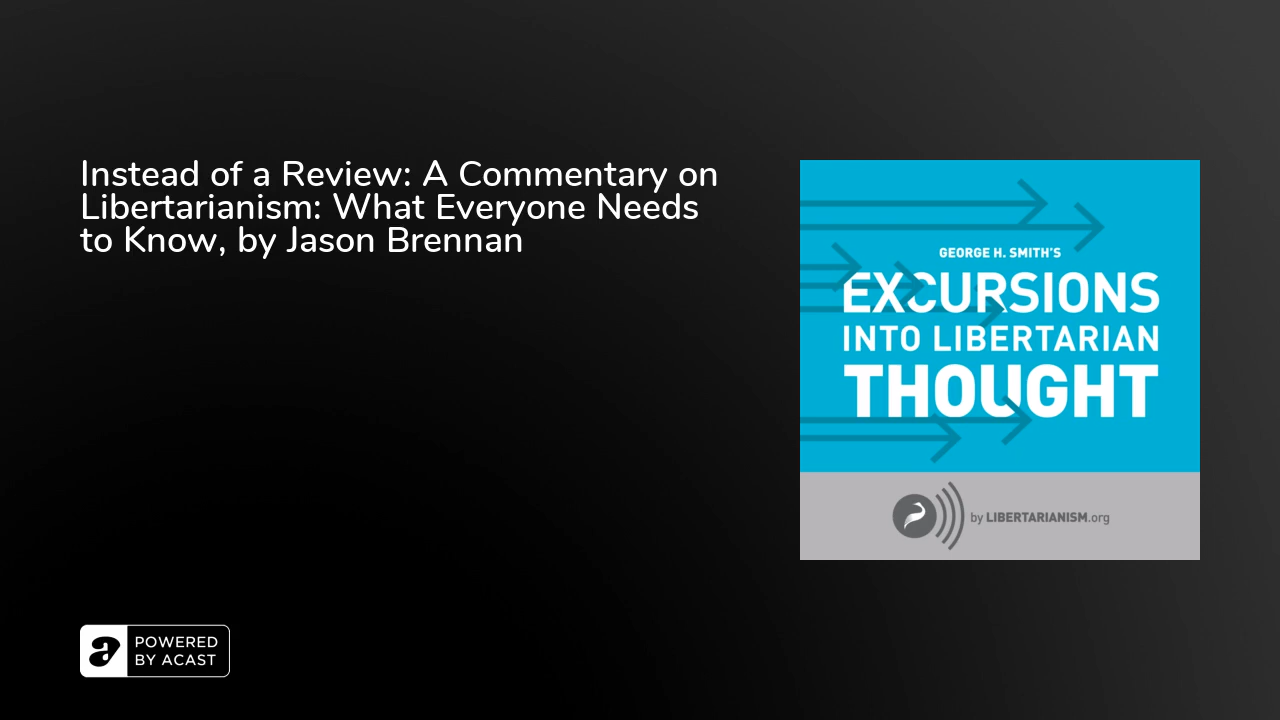 Instead of a Review: A Commentary on
Libertarianism: What Everyone Needs
to Know, by Jason Brennan
GEORGE H. SMITH'S
EXCURSIONS
INTO LIBERTARIAN
THOUGHT
by LIBERTARIANISM.org
a POWERED
BY ACAST